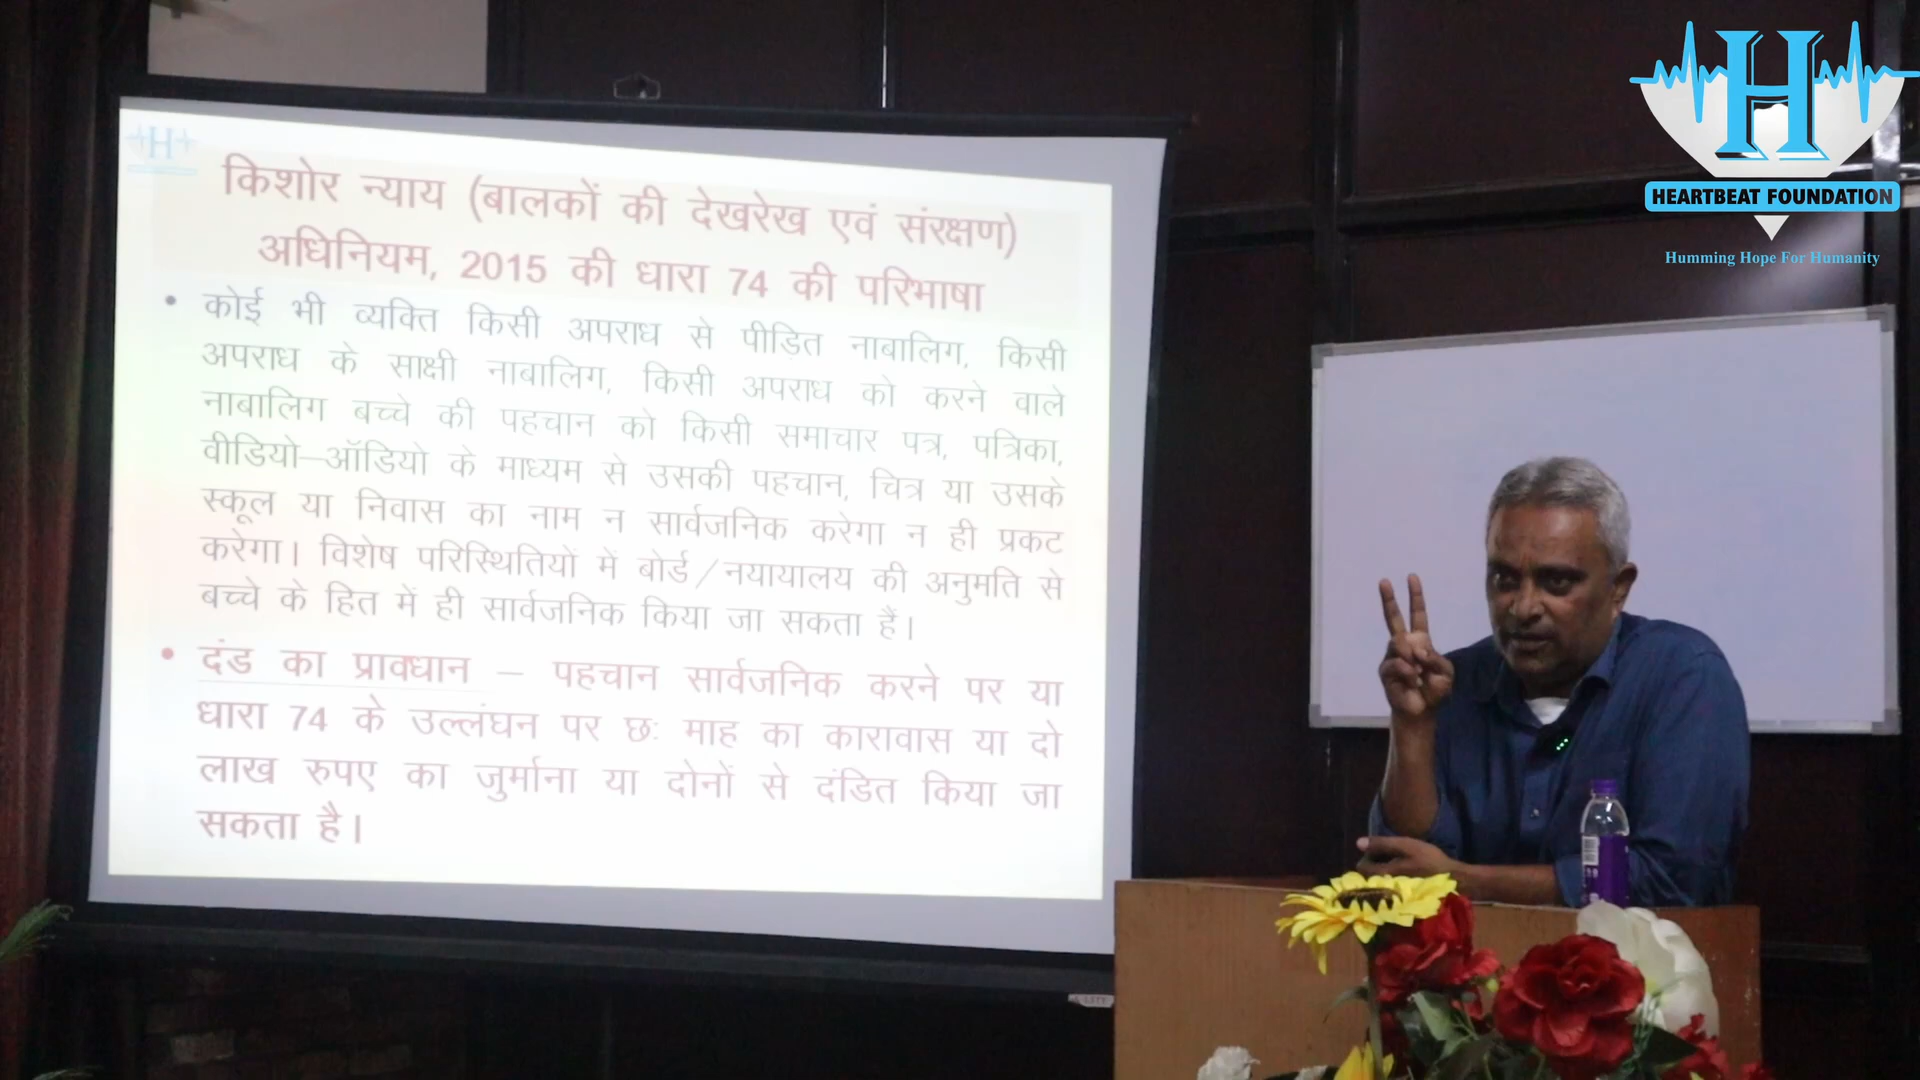 किशोर न्याय (बालकों की देखरेख एवं संरक्षण)
अधिनियम, 2015 की धारा 74 की परिभाषा
• कोई भी व्यक्ति किसी अपराध से पीडित नाबालिग, किसी
अपराध के साक्षी नाबालिग, किसी अपराध को करने वाले
नाबालिग बच्चे की पहचान को किसी समाचार पत्र, पत्रिका,
वीडियो–ऑडियो के माध्यम से उसकी पहचान, चित्र या उसके
स्कूल या निवास का नाम न सार्वजनिक करेगा न ही प्रकट
करेगा। विशेष परिस्थितियों में बोर्ड/नयायालय की अनुमति से
बच्चे के हित में ही सार्वजनिक किया जा सकता हैं।
• दंड का प्रावधान – पहचान सार्वजनिक करने पर या
धारा 74 के उल्लंघन पर छः माह का कारावास या दो
लाख रुपए का जुर्माना या दोनों से दंडित किया जा
सकता है।
H
HEARTBEAT FOUNDATION
Humming Hope For Humanity